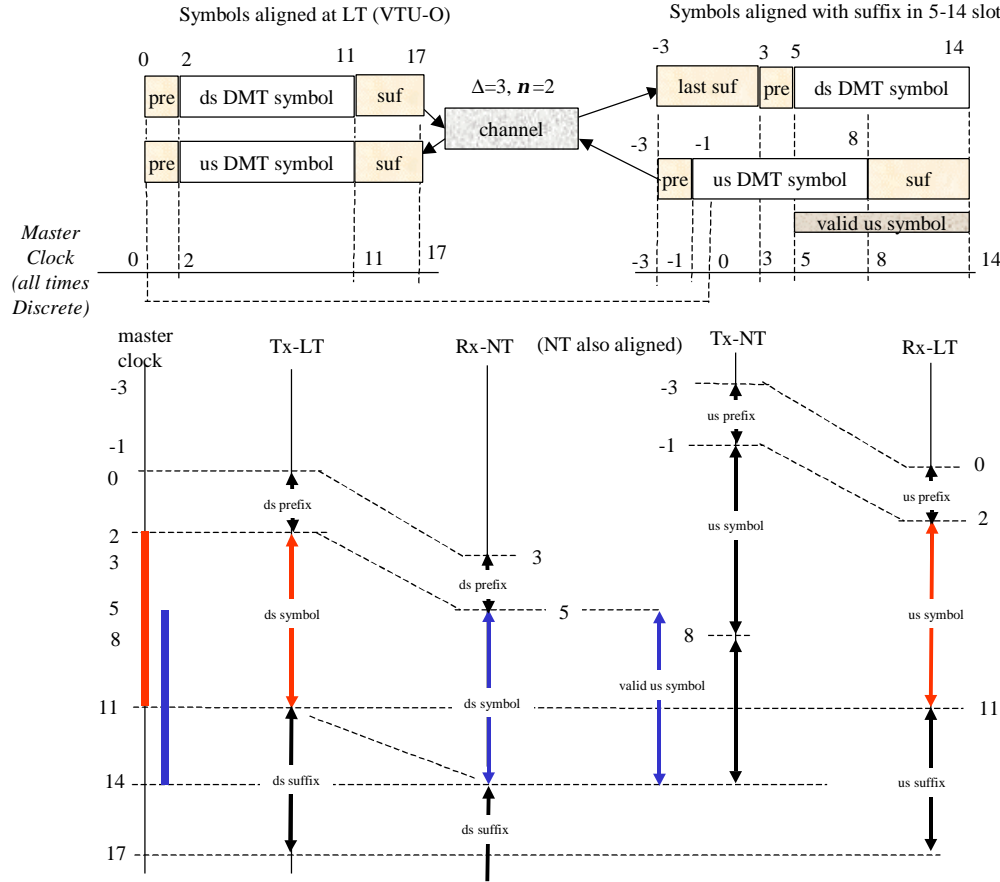 Symbols aligned at LT (VTU-O)
Symbols aligned with suffix in 5-14 slot
0 2 11 17
-3 3 5 14
pre ds DMT symbol suf
Δ=3, n=2
last suf pre ds DMT symbol
channel
-3 -1 8
pre us DMT symbol suf
pre us DMT symbol suf
valid us symbol
Master
Clock
(all times
Discrete)
0 2 11 17
-3 -1 0 3 5 8 14
master
clock
Tx-LT
Rx-NT
(NT also aligned)
Tx-NT
Rx-LT
-3
-3
us prefix
-1
-1
0
0
ds prefix
us prefix
2
2
us symbol
3
3
ds prefix
5
5
ds symbol
us symbol
8
8
valid us symbol
ds symbol
11
11
ds suffix
us suffix
14
ds suffix
17